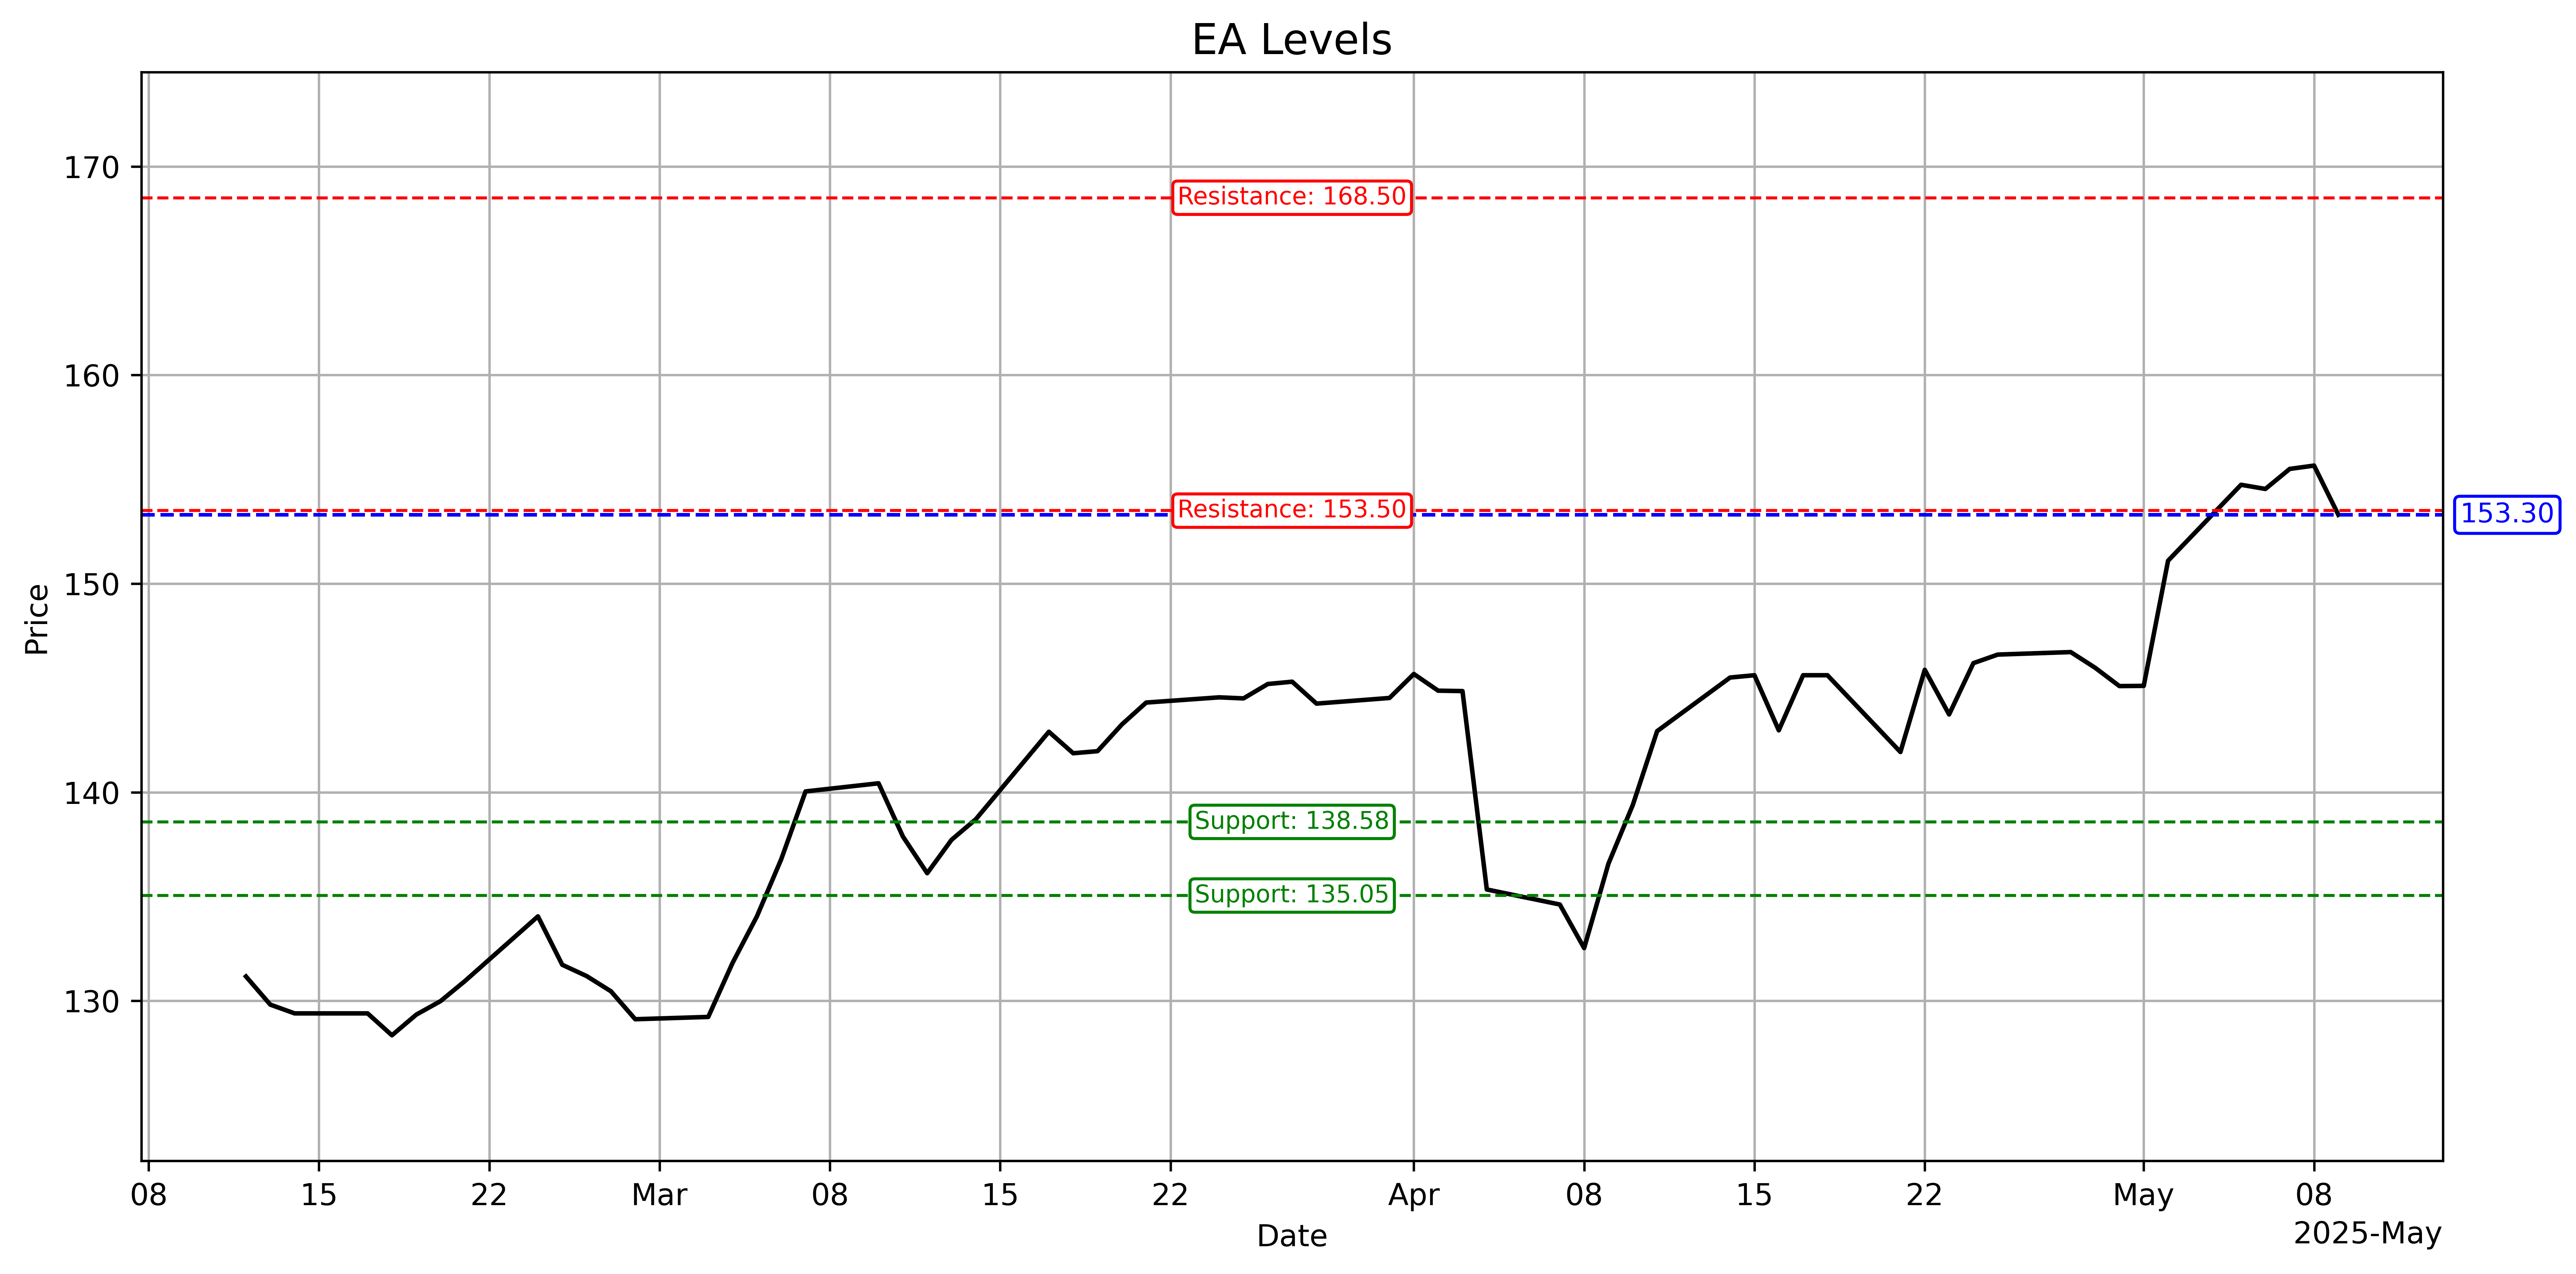 EA Levels
170
Resistance: 168.50
160
Resistance: 153.50
153.30
150
Price
140
Support: 138.58
Support: 135.05
130
08 15 22 Mar 08 15 22 Apr 08 15 22 May 08
Date
2025-May